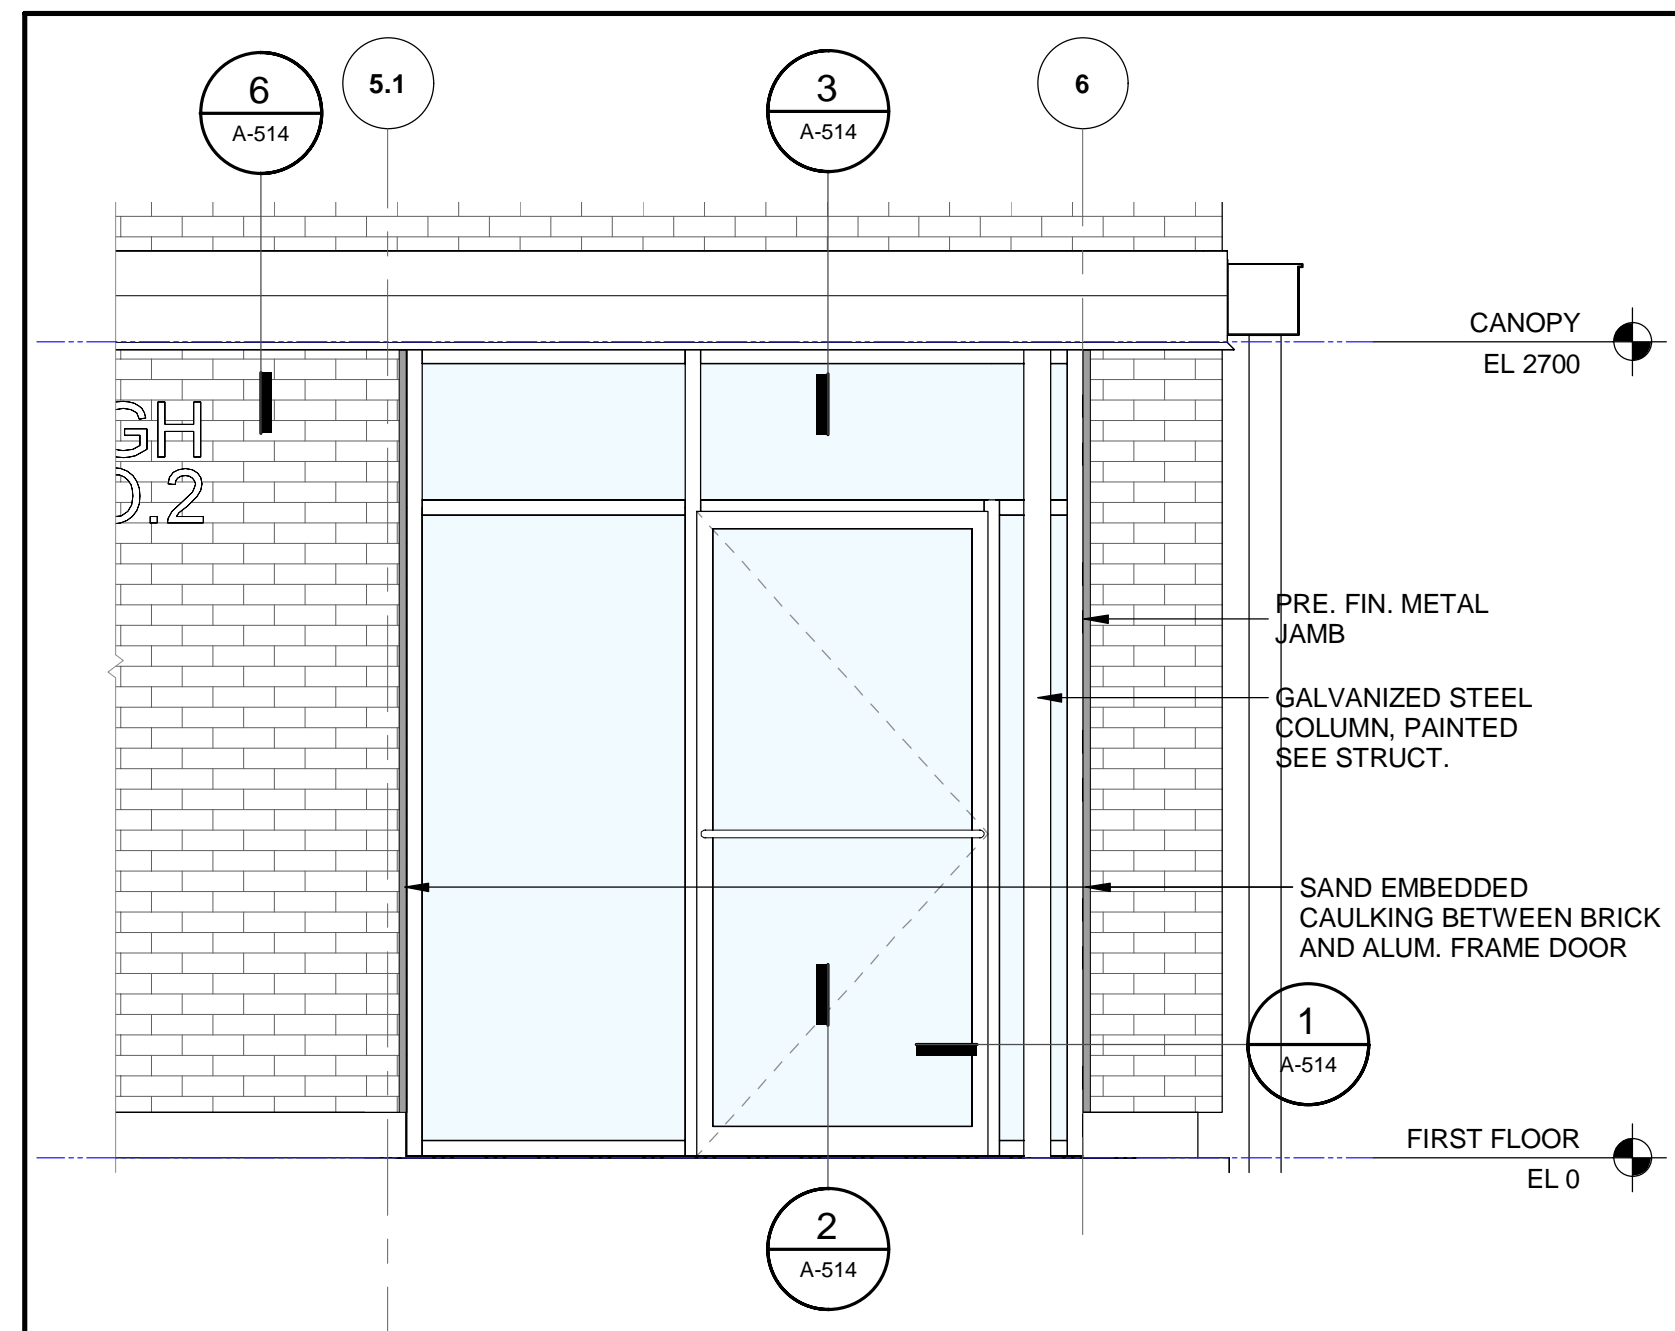 6
A-514
5.1
3
A-514
6
CANOPY
EL 2700
GH
O.2
PRE. FIN. METAL
JAMB
GALVANIZED STEEL
COLUMN, PAINTED
SEE STRUCT.
SAND EMBEDDED
CAULKING BETWEEN BRICK
AND ALUM. FRAME DOOR
1
A-514
FIRST FLOOR
EL 0
2
A-514